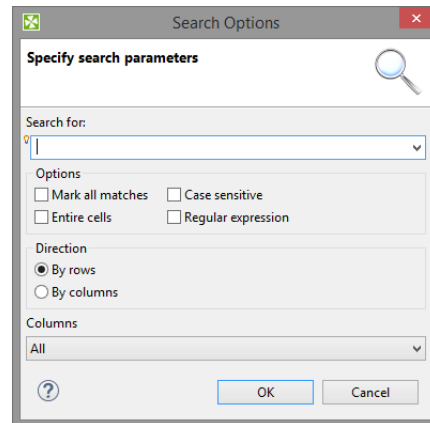 Search Options
Specify search parameters
Search for:
Options
Mark all matches Case sensitive
Entire cells Regular expression
Direction
By rows
By columns
Columns
All
? OK Cancel